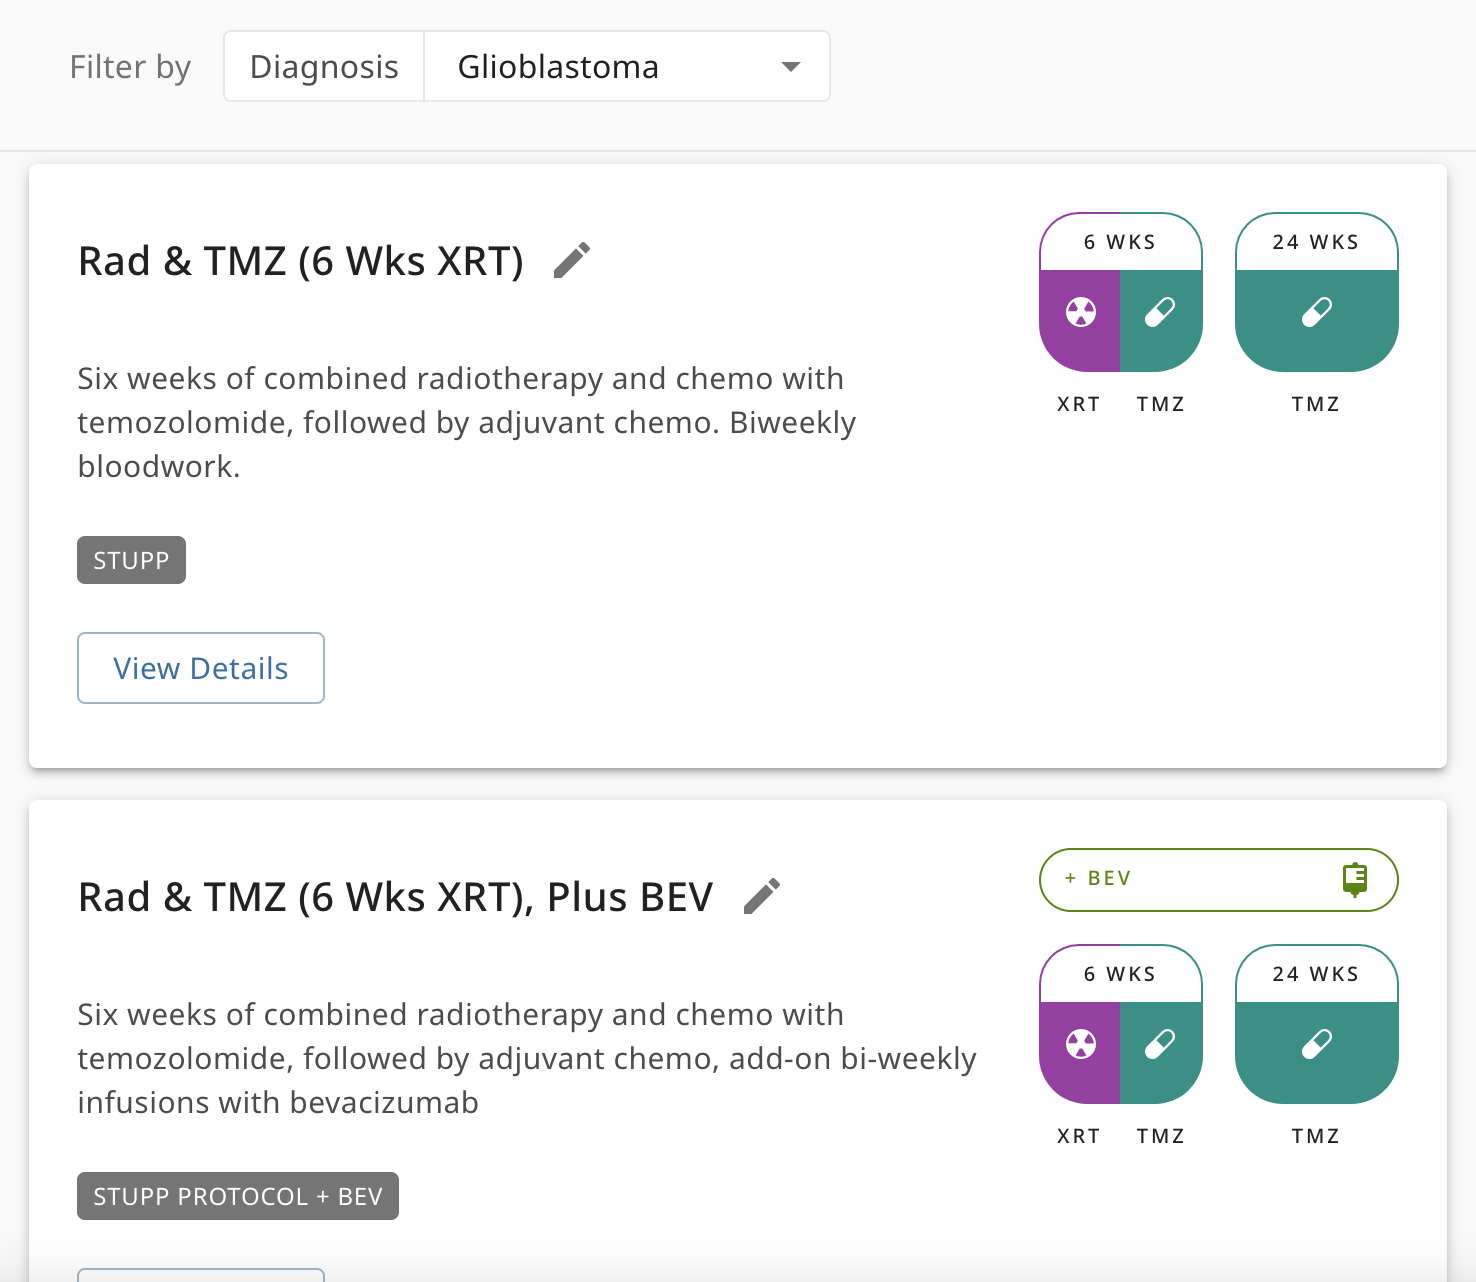 Filter by Diagnosis Glioblastoma
Rad & TMZ (6 Wks XRT)
6 WKS 24 WKS
XRT TMZ TMZ
Six weeks of combined radiotherapy and chemo with
temozolomide, followed by adjuvant chemo. Biweekly
bloodwork.
STUPP
View Details
Rad & TMZ (6 Wks XRT), Plus BEV
+ BEV
6 WKS 24 WKS
XRT TMZ TMZ
Six weeks of combined radiotherapy and chemo with
temozolomide, followed by adjuvant chemo, add-on bi-weekly
infusions with bevacizumab
STUPP PROTOCOL + BEV